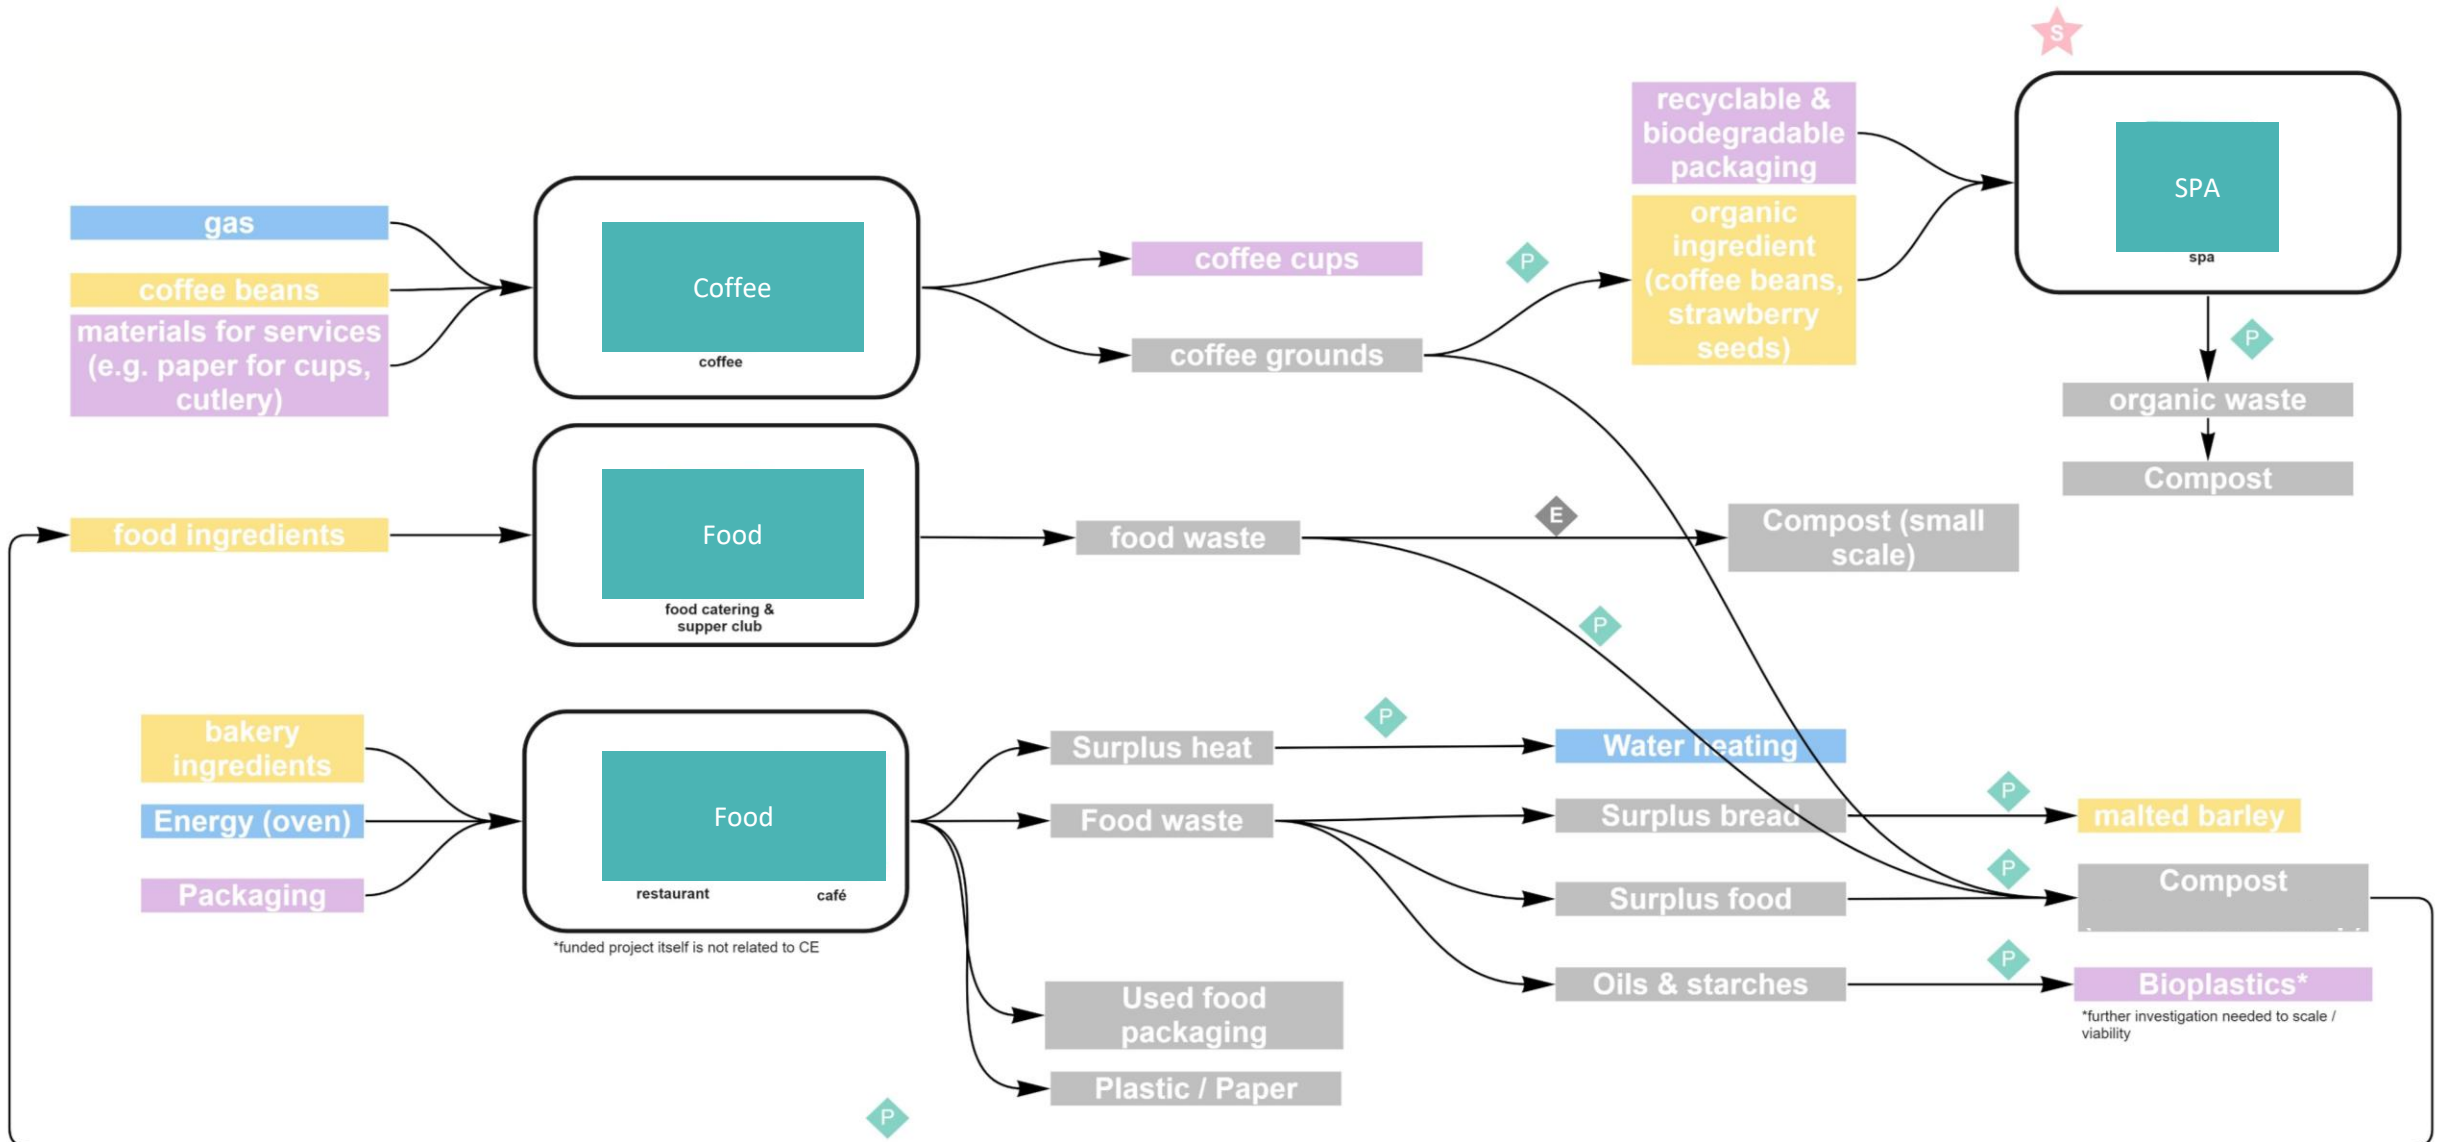 S
recyclable &
biodegradable
packaging
SPA
spa
gas
coffee beans
materials for services
(e.g. paper for cups,
cutlery)
Coffee
coffee
coffee cups
coffee grounds
P
organic
ingredient
(coffee beans,
strawberry
seeds)
P
organic waste
Compost
food ingredients
Food
food catering &
supper club
food waste
E
Compost (small
scale)
P
bakery
ingredients
Energy (oven)
Packaging
Food
restaurant
café
*funded project itself is not related to CE
Surplus heat
P
Water heating
Food waste
Surplus bread
P
malted barley
Surplus food
P
Compost
Oils & starches
P
Bioplastics*
*further investigation needed to scale /
viability
Used food
packaging
Plastic / Paper
P